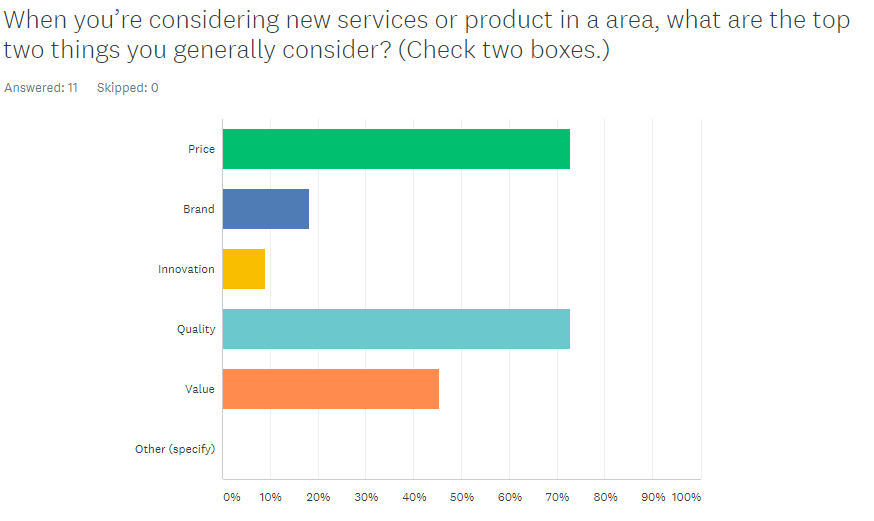 When you’re considering new services or product in a area, what are the top
two things you generally consider? (Check two boxes.)
Answered: 11 Skipped: 0
Price
Brand
Innovation
Quality
Value
Other (specify)
0% 10% 20% 30% 40% 50% 60% 70% 80% 90% 100%